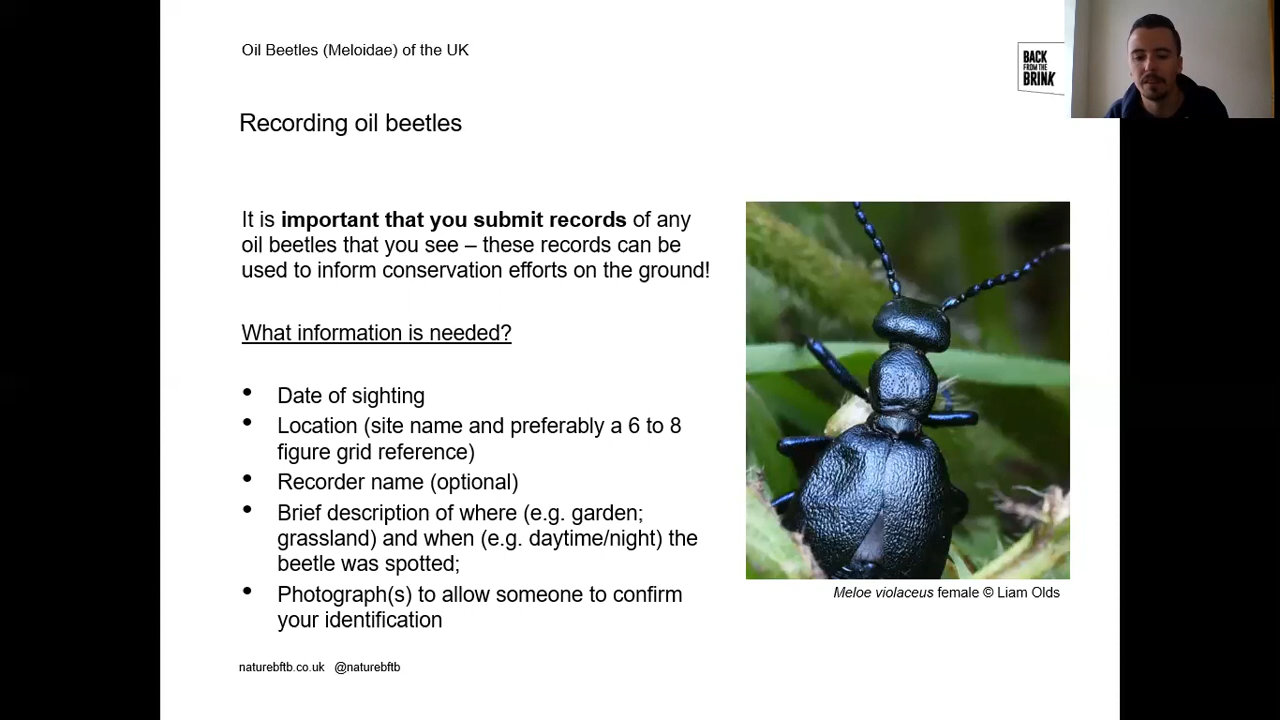 Oil Beetles (Meloidae) of the UK
BACK
FROM THE
BRINK
Recording oil beetles
It is important that you submit records of any
oil beetles that you see – these records can be
used to inform conservation efforts on the ground!
What information is needed?
• Date of sighting
• Location (site name and preferably a 6 to 8
figure grid reference)
• Recorder name (optional)
• Brief description of where (e.g. garden;
grassland) and when (e.g. daytime/night) the
beetle was spotted;
• Photograph(s) to allow someone to confirm
your identification
Meloe violaceus female © Liam Olds
naturebftb.co.uk @naturebftb